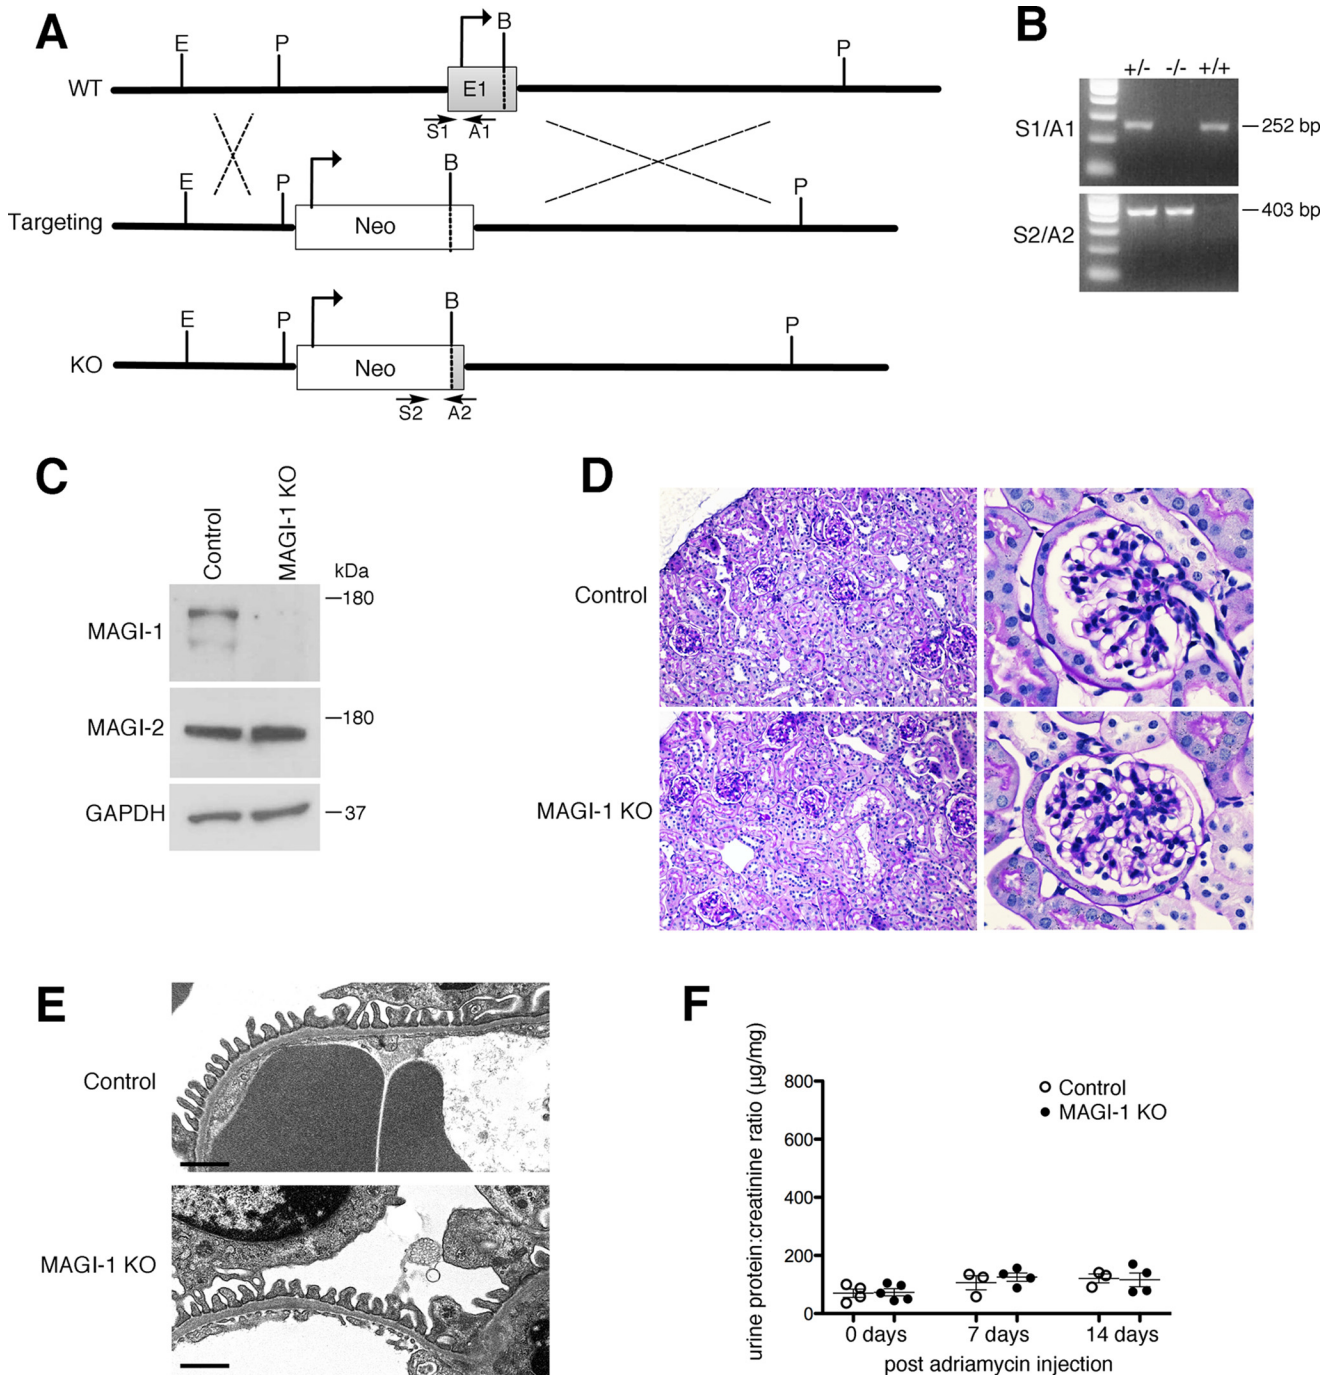 A
E P B P
WT E1
S1 A1
E P B P
Targeting Neo
E P B P
KO Neo
S2 A2
B
+/- -/- +/+
S1/A1 252 bp
S2/A2 403 bp
C
Control MAGI-1 KO
kDa
MAGI-1 180
MAGI-2 180
GAPDH 37
D
Control
MAGI-1 KO
E
Control
MAGI-1 KO
F
urine protein:creatinine ratio (µg/mg)
800
600
400
200
0
Control
MAGI-1 KO
0 days 7 days 14 days
post adriamycin injection